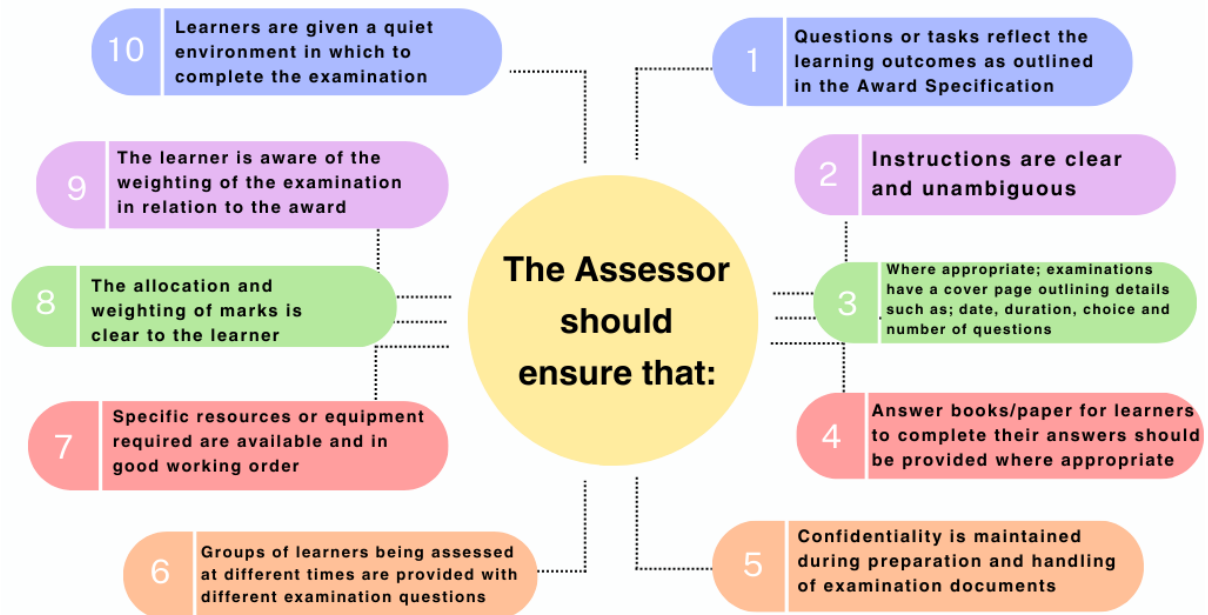 The Assessor
should
ensure that:
1
Questions or tasks reflect the
learning outcomes as outlined
in the Award Specification
2
Instructions are clear
and unambiguous
3
Where appropriate; examinations
have a cover page outlining details
such as; date, duration, choice and
number of questions
4
Answer books/paper for learners
to complete their answers should
be provided where appropriate
5
Confidentiality is maintained
during preparation and handling
of examination documents
6
Groups of learners being assessed
at different times are provided with
different examination questions
7
Specific resources or equipment
required are available and in
good working order
8
The allocation and
weighting of marks is
clear to the learner
9
The learner is aware of the
weighting of the examination
in relation to the award
10
Learners are given a quiet
environment in which to
complete the examination